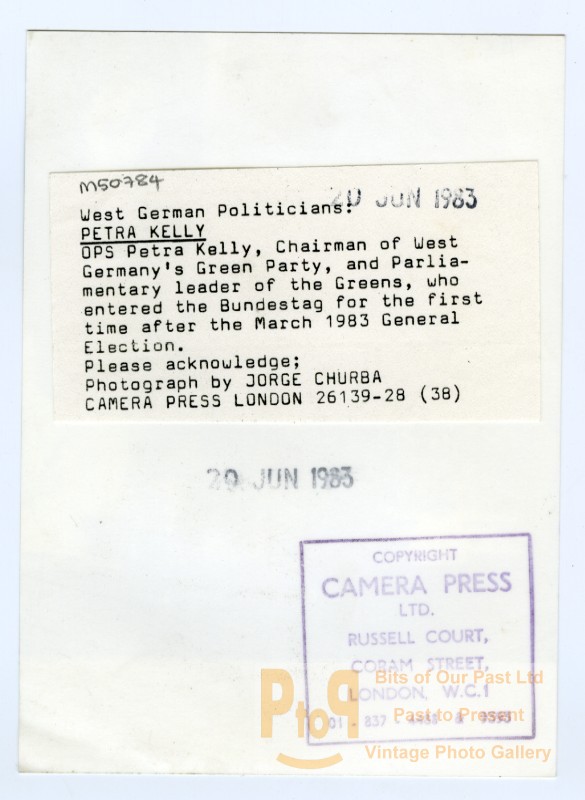 M50784
20 JUN 1983
West German Politicians:
PETRA KELLY
OPS Petra Kelly, Chairman of West
Germany's Green Party, and Parlia-
mentary leader of the Greens, who
entered the Bundestag for the first
time after the March 1983 General
Election.
Please acknowledge;
Photograph by JORGE CHURBA
CAMERA PRESS LONDON 26139-28 (38)
20 JUN 1983
COPYRIGHT
CAMERA PRESS
LTD.
RUSSELL COURT,
CORAM STREET,
LONDON, W.C.1
01 - 837
PtoP
Bits of Our Past Ltd
Past to Present
Vintage Photo Gallery